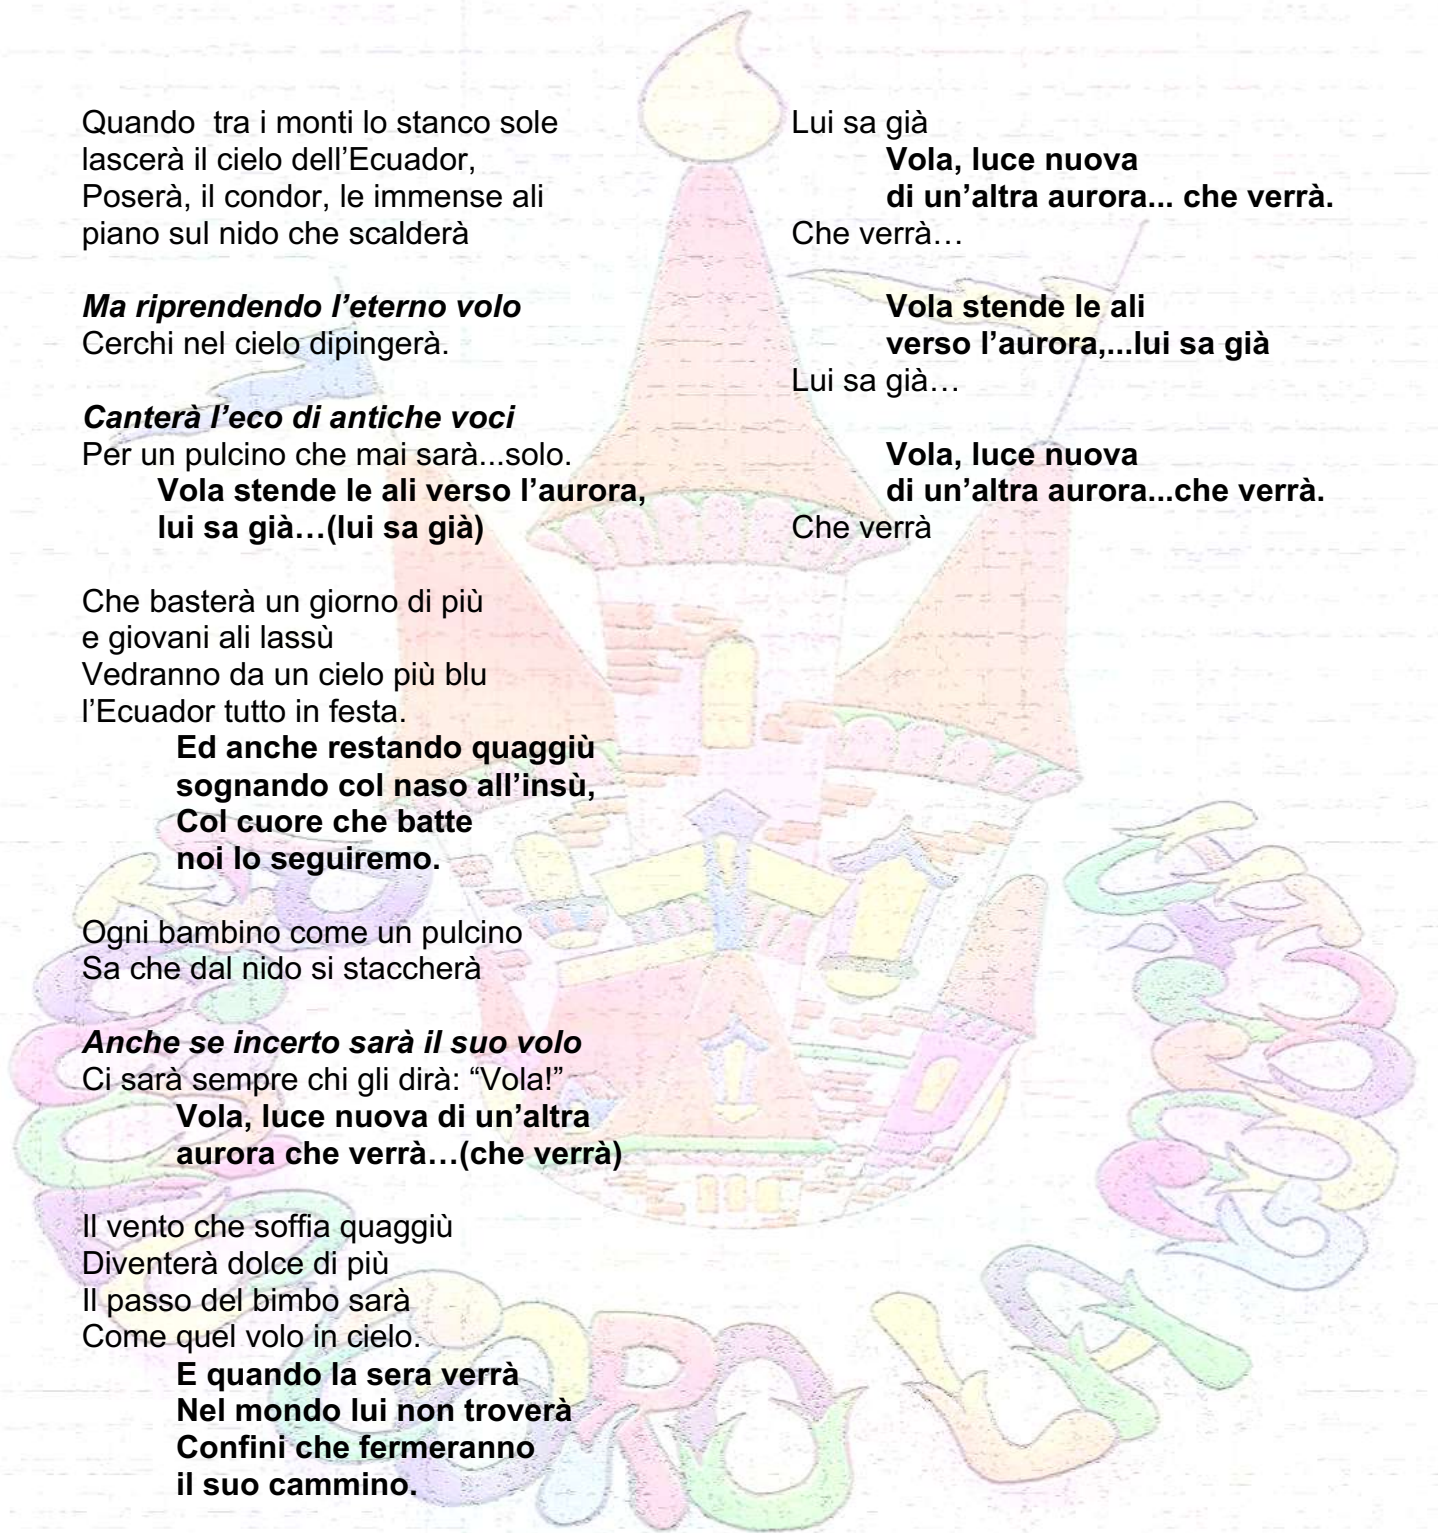 Quando  tra i monti lo stanco sole
lascerà il cielo dell’Ecuador,
Poserà, il condor, le immense ali
piano sul nido che scalderà

Ma riprendendo l’eterno volo
Cerchi nel cielo dipingerà.

Canterà l’eco di antiche voci
Per un pulcino che mai sarà...solo.
Vola stende le ali verso l’aurora,
lui sa già…(lui sa già)

Che basterà un giorno di più
e giovani ali lassù
Vedranno da un cielo più blu
l’Ecuador tutto in festa.
Ed anche restando quaggiù
sognando col naso all’insù,
Col cuore che batte
noi lo seguiremo.

Ogni bambino come un pulcino
Sa che dal nido si staccherà

Anche se incerto sarà il suo volo
Ci sarà sempre chi gli dirà: “Vola!”
Vola, luce nuova di un’altra
aurora che verrà…(che verrà)

Il vento che soffia quaggiù
Diventerà dolce di più
Il passo del bimbo sarà
Come quel volo in cielo.
E quando la sera verrà
Nel mondo lui non troverà
Confini che fermeranno
il suo cammino.

Lui sa già
Vola, luce nuova
di un’altra aurora... che verrà.
Che verrà…

Vola stende le ali
verso l’aurora,...lui sa già
Lui sa già…

Vola, luce nuova
di un’altra aurora...che verrà.
Che verrà

CORO LA